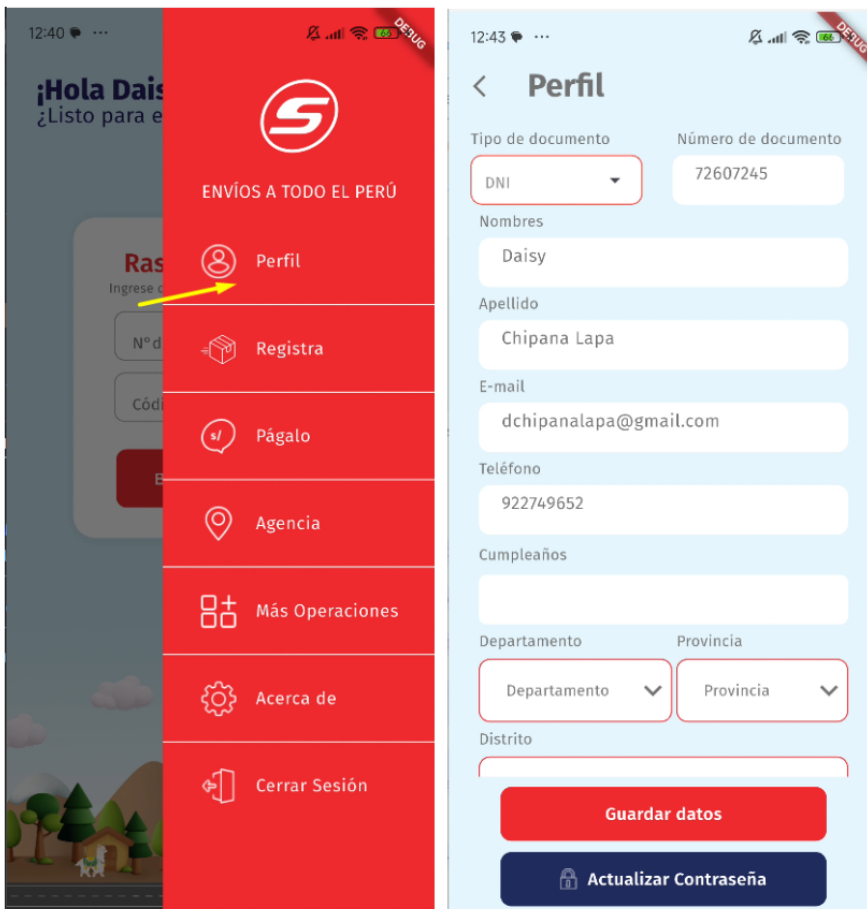 12:40
DEBUG
66
¡Hola Dais
¿Listo para e
S
ENVÍOS A TODO EL PERÚ
Ras
Ingrese
Perfil
N° d
Registra
Códi
s/
Págalo
B
Agencia
Más Operaciones
Acerca de
Cerrar Sesión
12:43
DEBUG
66
Perfil
Tipo de documento
Número de documento
DNI
72607245
Nombres
Daisy
Apellido
Chipana Lapa
E-mail
dchipanalapa@gmail.com
Teléfono
922749652
Cumpleaños
Departamento
Provincia
Departamento
Provincia
Distrito
Guardar datos
Actualizar Contraseña